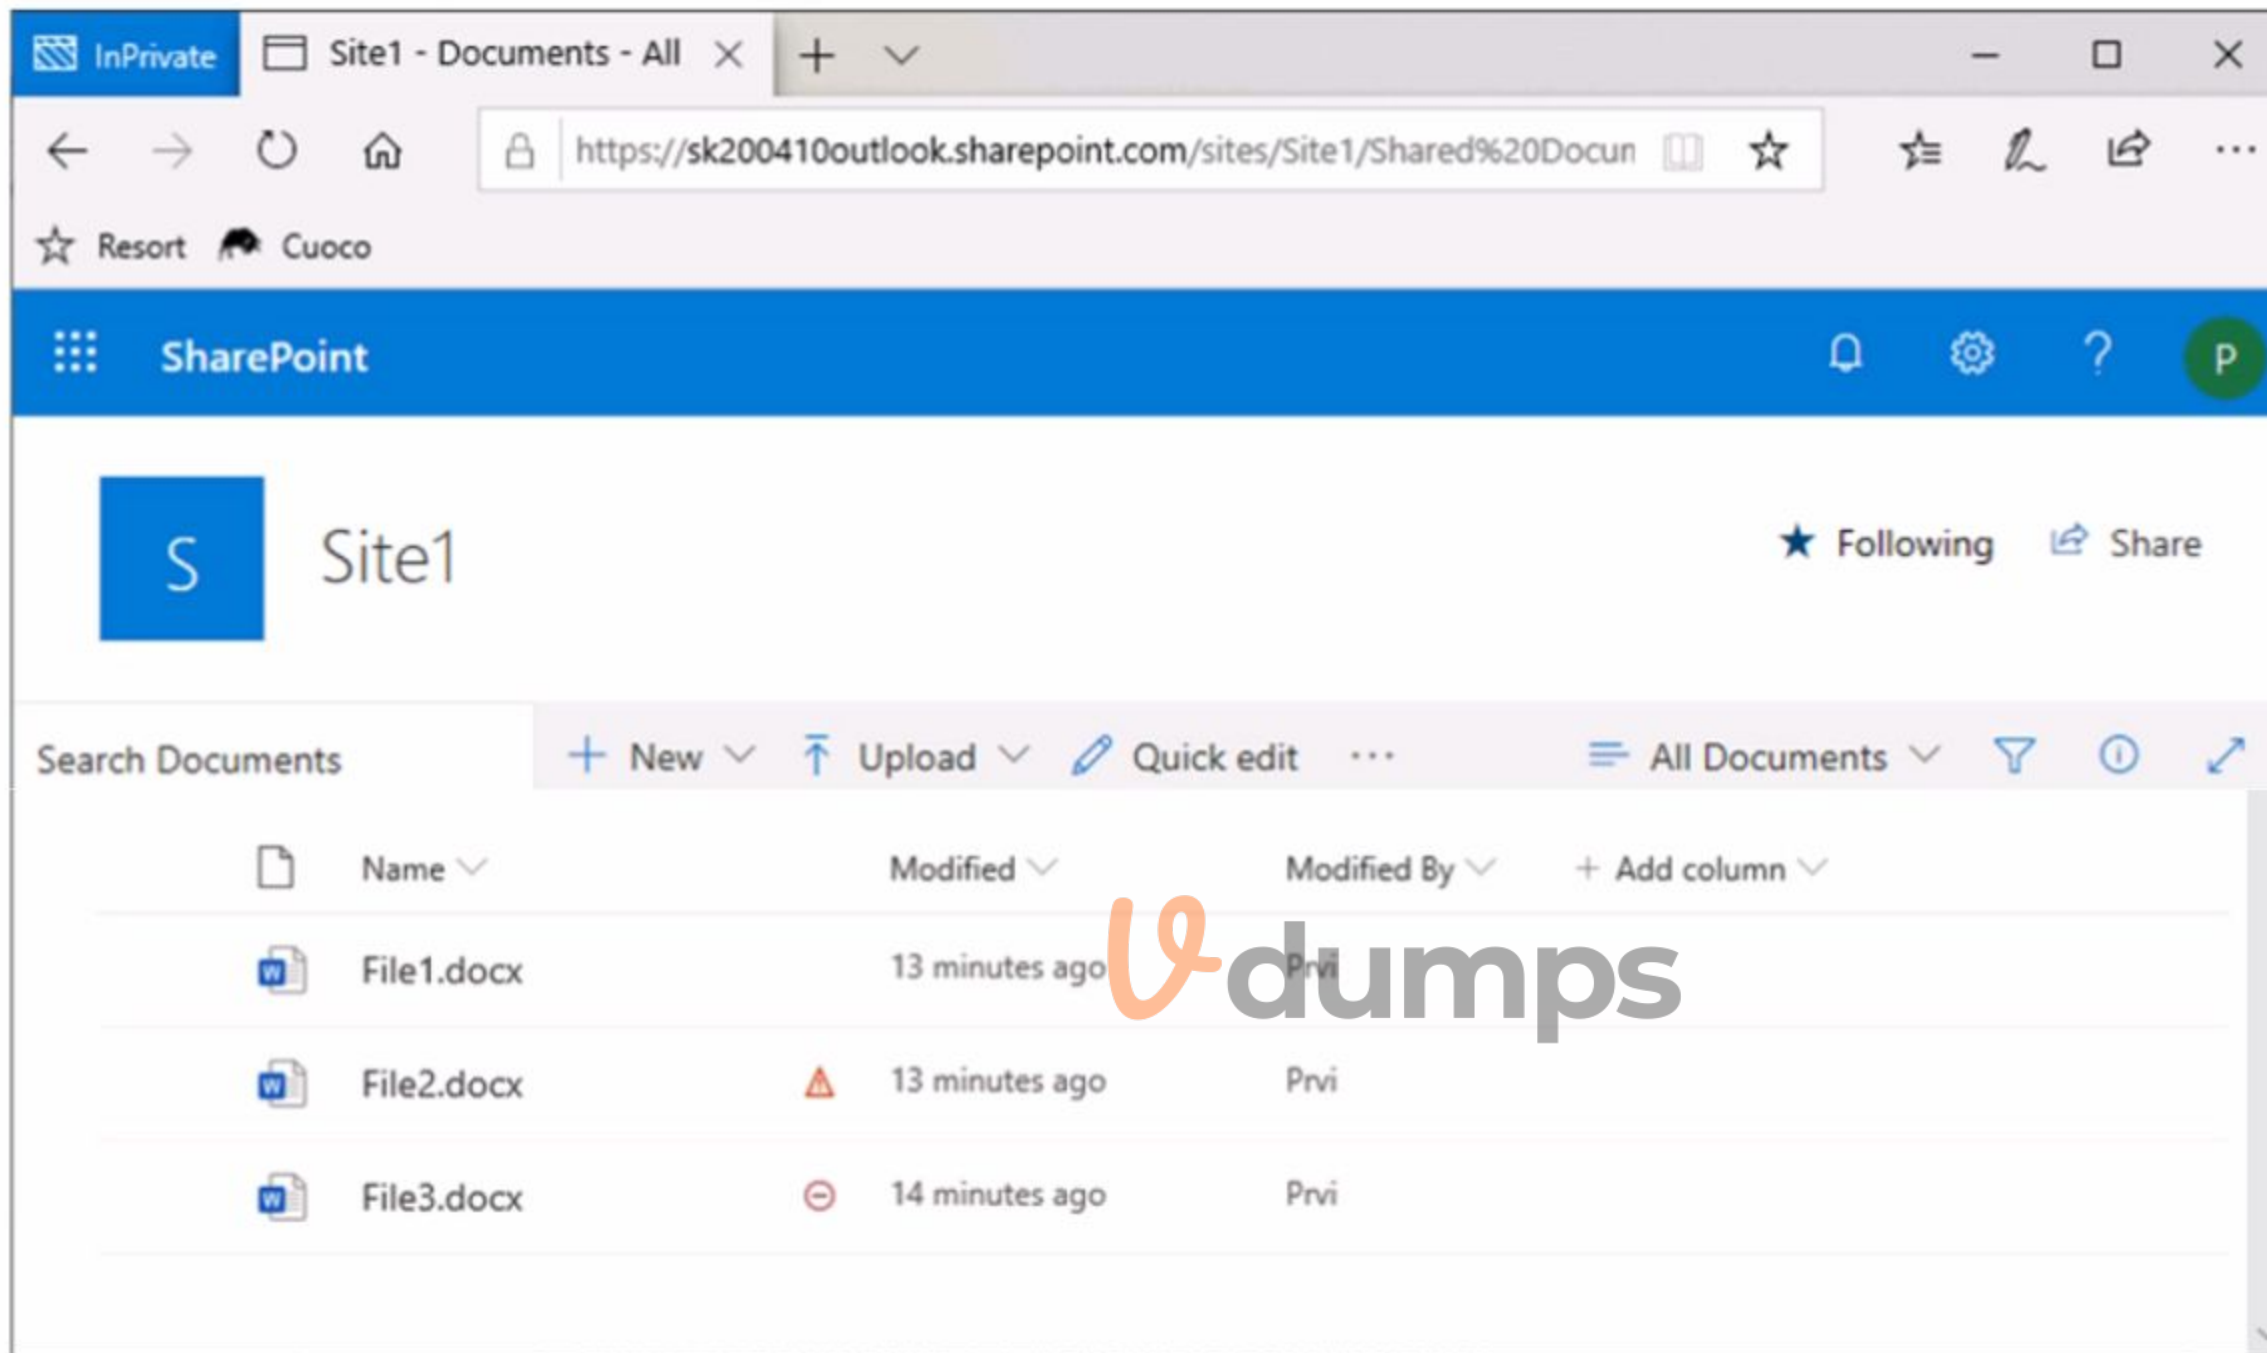 InPrivate Site1 - Documents - All
https://sk200410outlook.sharepoint.com/sites/Site1/Shared%20Docun
Resort Cuoco
SharePoint ? P
S Site1 Following Share
Search Documents New Upload Quick edit ... All Documents
Name Modified Modified By + Add column
File1.docx 13 minutes ago Prvi
Vdumps
File2.docx 13 minutes ago Prvi
File3.docx 14 minutes ago Prvi